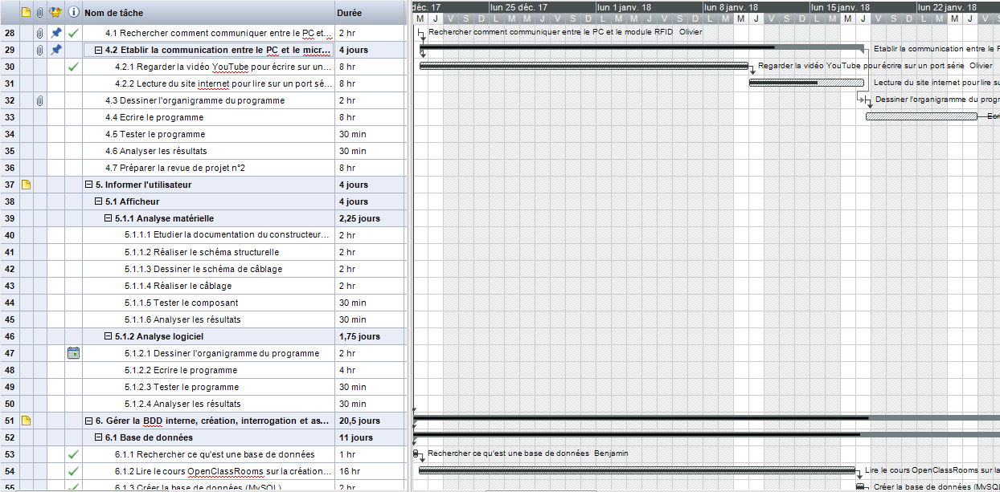 Nom de tâche Durée
déc. 17 lun 25 déc. 17 lun 1 janv. 18 lun 8 janv. 18 lun 15 janv. 18 lun 22 janv. 18
M J V S D L M M J V S D L M M J V S D L M M J V S D L M M J V S D L M M J V S
28 4.1 Rechercher comment communiquer entre le PC et... 2 hr Rechercher comment communiquer entre le PC et le module RFID Olivier
29 4.2 Etablir la communication entre le PC et le micr... 4 jours Etablir la communication entre le P
30 4.2.1 Regarder la vidéo YouTube pour écrire sur un... 8 hr Regarder la vidéo YouTube pour écrire sur un port série Olivier
31 4.2.2 Lecture du site internet pour lire sur un port sé... 8 hr Lecture du site internet pour lire su
32 4.3 Dessiner l'organigramme du programme 2 hr Dessiner l'organigramme du progr
33 4.4 Ecrire le programme 8 hr Ecr
34 4.5 Tester le programme 30 min
35 4.6 Analyser les résultats 30 min
36 4.7 Préparer la revue de projet n°2 8 hr
37 5. Informer l'utilisateur 4 jours
38 5.1 Afficheur 4 jours
39 5.1.1 Analyse matérielle 2,25 jours
40 5.1.1.1 Etudier la documentation du constructeur... 2 hr
41 5.1.1.2 Réaliser le schéma structurelle 2 hr
42 5.1.1.3 Dessiner le schéma de câblage 2 hr
43 5.1.1.4 Réaliser le câblage 2 hr
44 5.1.1.5 Tester le composant 30 min
45 5.1.1.6 Analyser les résultats 30 min
46 5.1.2 Analyse logiciel 1,75 jours
47 5.1.2.1 Dessiner l'organigramme du programme 2 hr
48 5.1.2.2 Ecrire le programme 4 hr
49 5.1.2.3 Tester le programme 30 min
50 5.1.2.4 Analyser les résultats 30 min
51 6. Gérer la BDD interne, création, interrogation et as... 20,5 jours
52 6.1 Base de données 11 jours
53 6.1.1 Rechercher ce qu'est une base de données 1 hr Rechercher ce qu'est une base de données Benjamin
54 6.1.2 Lire le cours OpenClassRooms sur la création... 16 hr Lire le cours OpenClassRooms sur la
55 6.1.3 Créer la base de données (MySQL) 2 hr Créer la base de données (MySQL